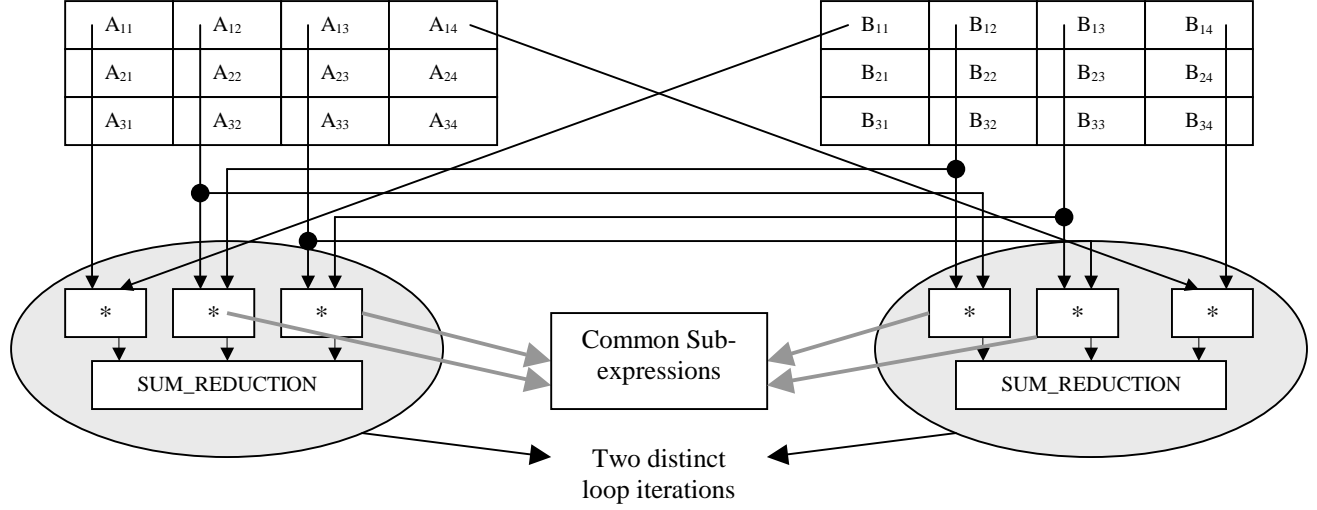 A₁₁ A₁₂ A₁₃ A₁₄ B₁₁ B₁₂ B₁₃ B₁₄
A₂₁ A₂₂ A₂₃ A₂₄ B₂₁ B₂₂ B₂₃ B₂₄
A₃₁ A₃₂ A₃₃ A₃₄ B₃₁ B₃₂ B₃₃ B₃₄
* * * * * *
Common Sub-
expressions
SUM_REDUCTION SUM_REDUCTION
Two distinct
loop iterations